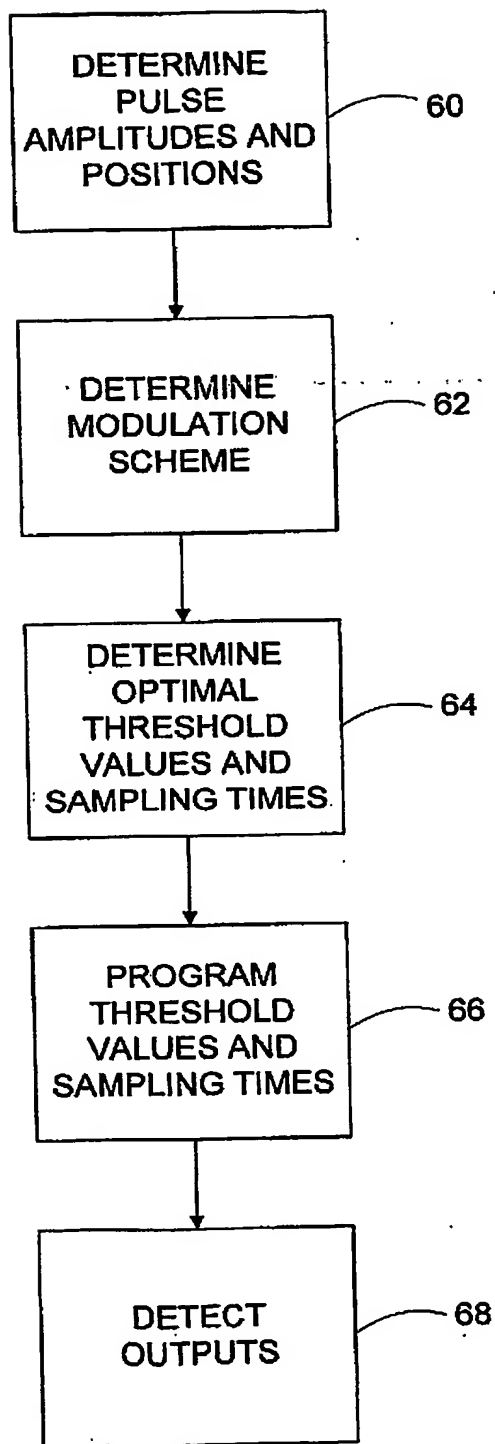 DETERMINE
PULSE
AMPLITUDES AND
POSITIONS
60
DETERMINE
MODULATION
SCHEME
62
DETERMINE
OPTIMAL
THRESHOLD
VALUES AND
SAMPLING TIMES
64
PROGRAM
THRESHOLD
VALUES AND
SAMPLING TIMES
66
DETECT
OUTPUTS
68